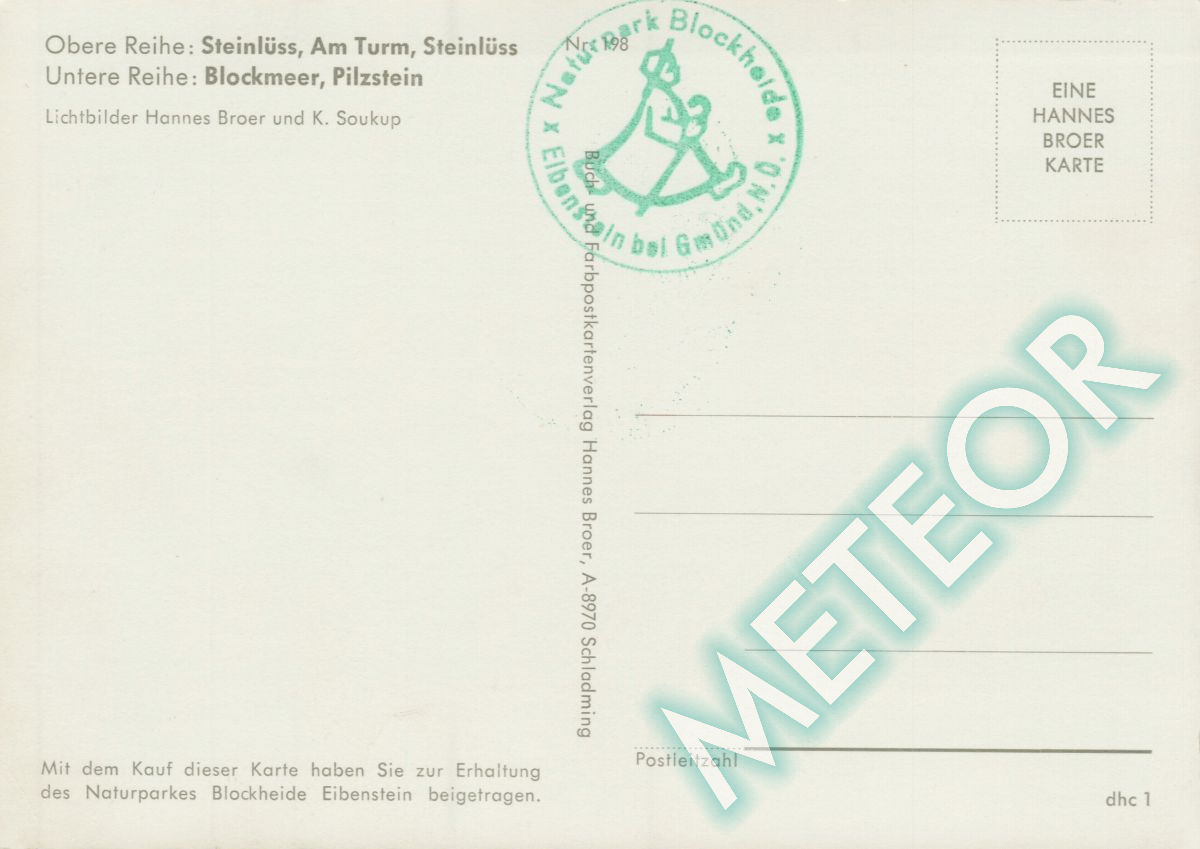 Obere Reihe: Steinlüss, Am Turm, Steinlüss
Untere Reihe: Blockmeer, Pilzstein
Lichtbilder Hannes Broer und K. Soukup
Nr. 198
x Naturpark Blockheide x
Eibenstein bei Gmünd, N.Ö.
EINE
HANNES
BROER
KARTE
Buch- und Farbpostkartenverlag Hannes Broer, A-8970 Schladming
METEOR
Postleitzahl
Mit dem Kauf dieser Karte haben Sie zur Erhaltung
des Naturparkes Blockheide Eibenstein beigetragen.
dhc 1